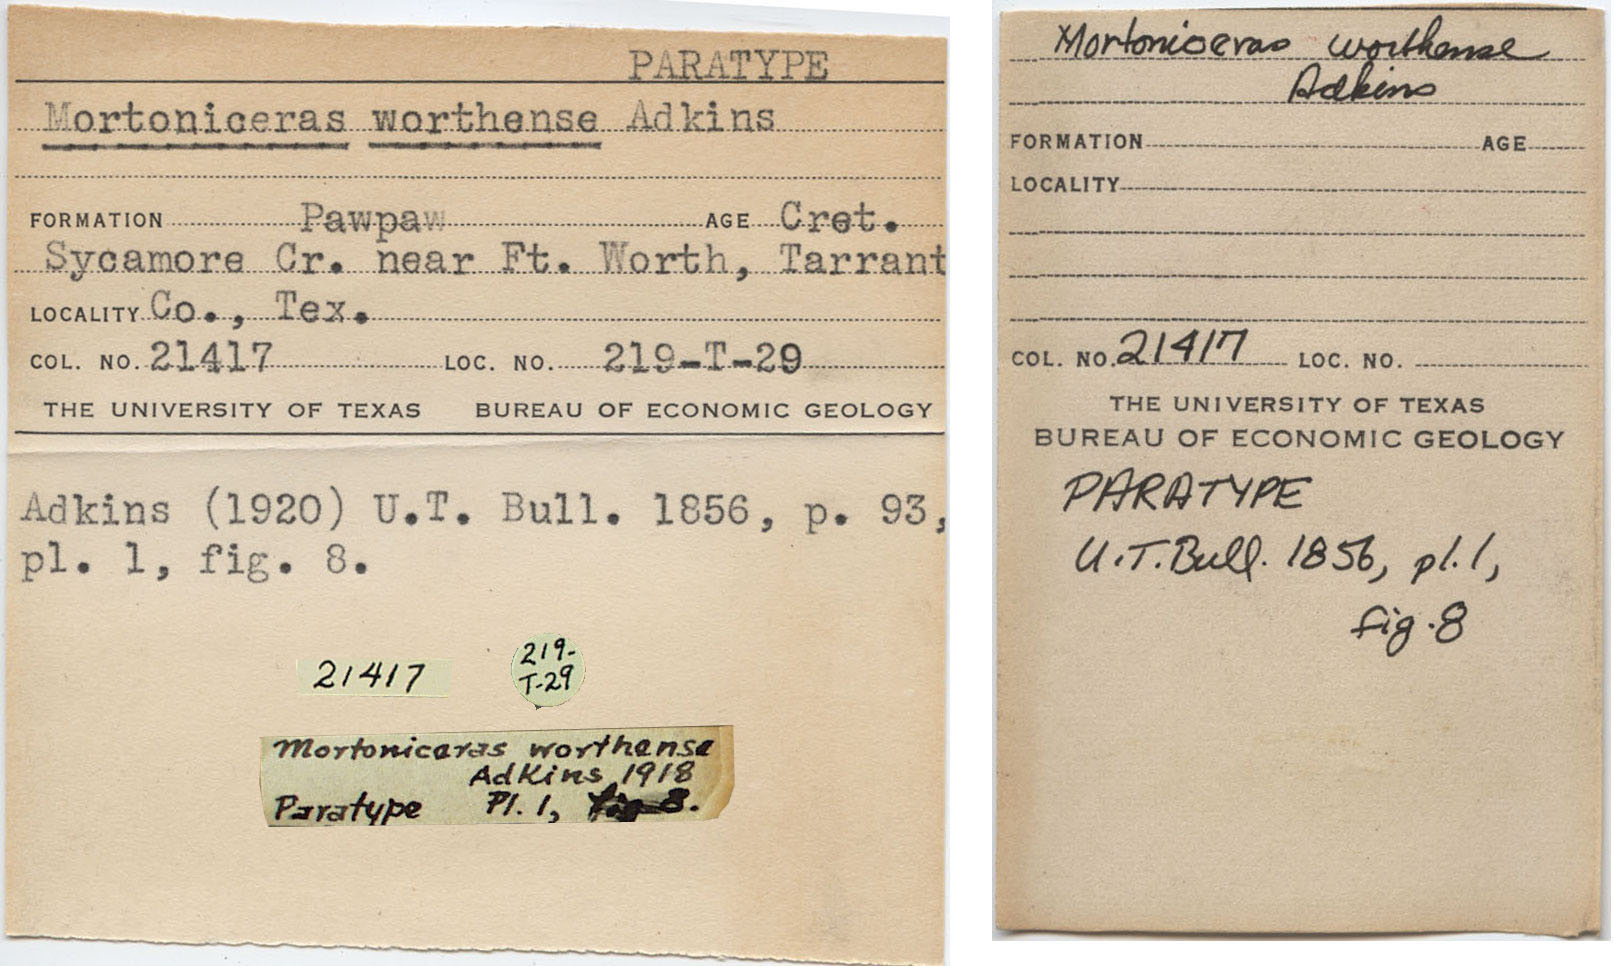 PARATYPE
Mortoniceras worthense Adkins
FORMATION Pawpaw AGE Cret.
Sycamore Cr. near Ft. Worth, Tarrant
LOCALITY Co., Tex.
COL. NO. 21417 LOC. NO. 219-T-29
THE UNIVERSITY OF TEXAS BUREAU OF ECONOMIC GEOLOGY
Adkins (1920) U.T. Bull. 1856, p. 93,
pl. 1, fig. 8.
21417
219-
T-29
Mortoniceras worthense
Adkins, 1918
Paratype Pl. 1, fig 8.
Mortoniceras worthense
Adkins
FORMATION AGE
LOCALITY
COL. NO. 21417 LOC. NO.
THE UNIVERSITY OF TEXAS
BUREAU OF ECONOMIC GEOLOGY
PARATYPE
U.T. Bull. 1856, pl. 1,
fig. 8